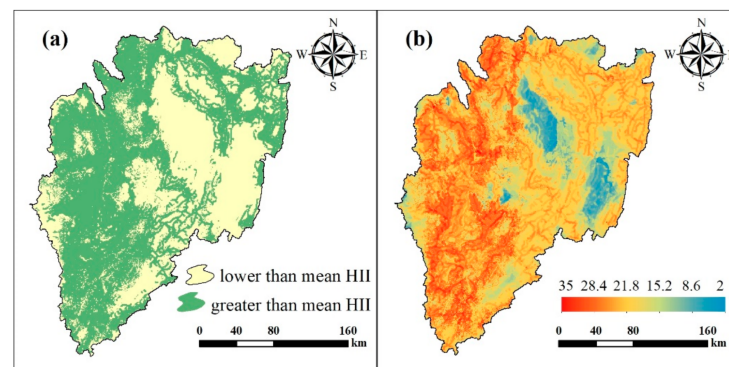 (a)
N
W E
S
lower than mean HII
greater than mean HII
0 40 80 160
km
(b)
N
W
S
35 28.4 21.8 15.2 8.6 2
0 40 80 160
km